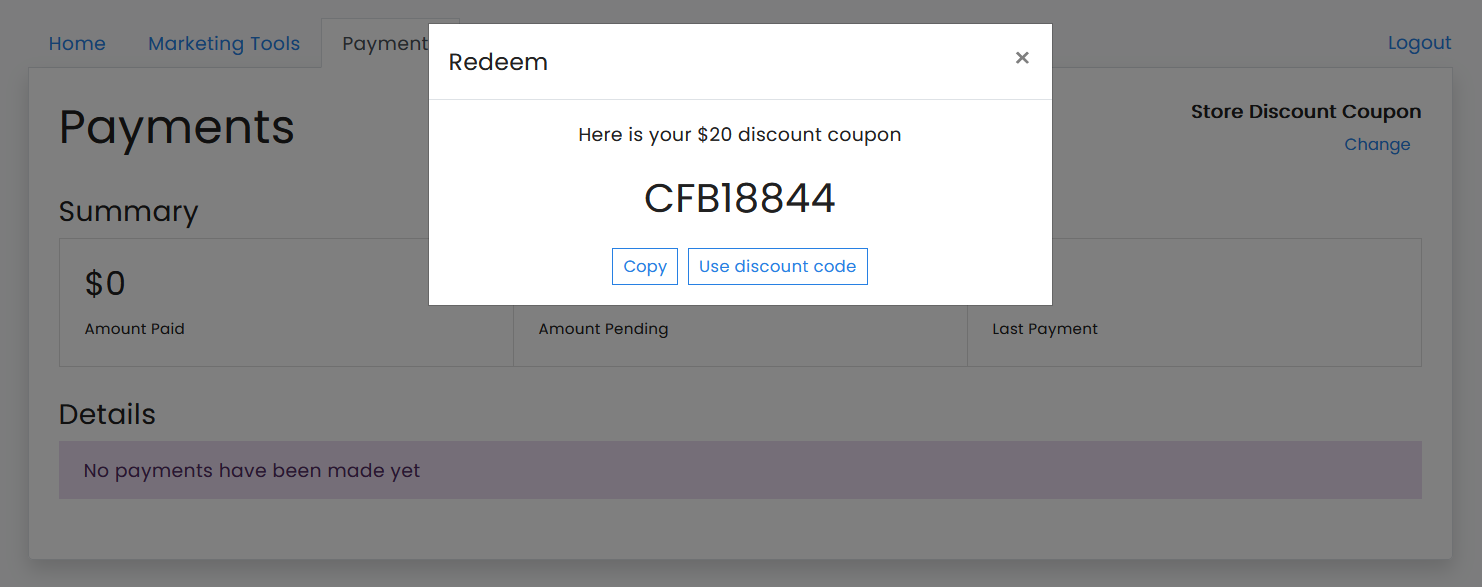 Home
Marketing Tools
Payment
Logout
Redeem
×
Here is your $20 discount coupon
CFB18844
Copy
Use discount code
Payments
Store Discount Coupon
Change
Summary
$0
Amount Paid
Amount Pending
Last Payment
Details
No payments have been made yet